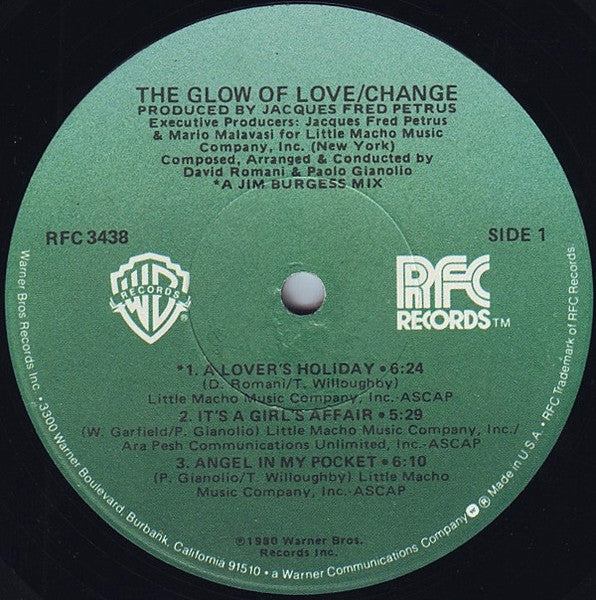 THE GLOW OF LOVE/CHANGE
PRODUCED BY JACQUES FRED PETRUS
Executive Producers: Jacques Fred Petrus
& Mario Malavasi for Little Macho Music
Company, Inc. (New York)
Composed, Arranged & Conducted by
David Romani & Paolo Gianolio
*A JIM BURGESS MIX
RFC 3438
SIDE 1
WB
RECORDS
®
RFC
RECORDS™
*1. A LOVER'S HOLIDAY • 6:24
(D. Romani/T. Willoughby)
Little Macho Music Company, Inc.-ASCAP
2. IT'S A GIRL'S AFFAIR • 5:29
(W. Garfield/P. Gianolio) Little Macho Music Company, Inc./
Ara Pesh Communications Unlimited, Inc.-ASCAP
3. ANGEL IN MY POCKET • 6:10
(P. Gianolio/T. Willoughby) Little Macho
Music Company, Inc.-ASCAP
℗1980 Warner Bros.
Records Inc.
Warner Bros Records Inc. • 3300 Warner Boulevard, Burbank, California 91510 • a Warner Communications Company ® Made in U.S.A. • RFC Trademark of RFC Records.